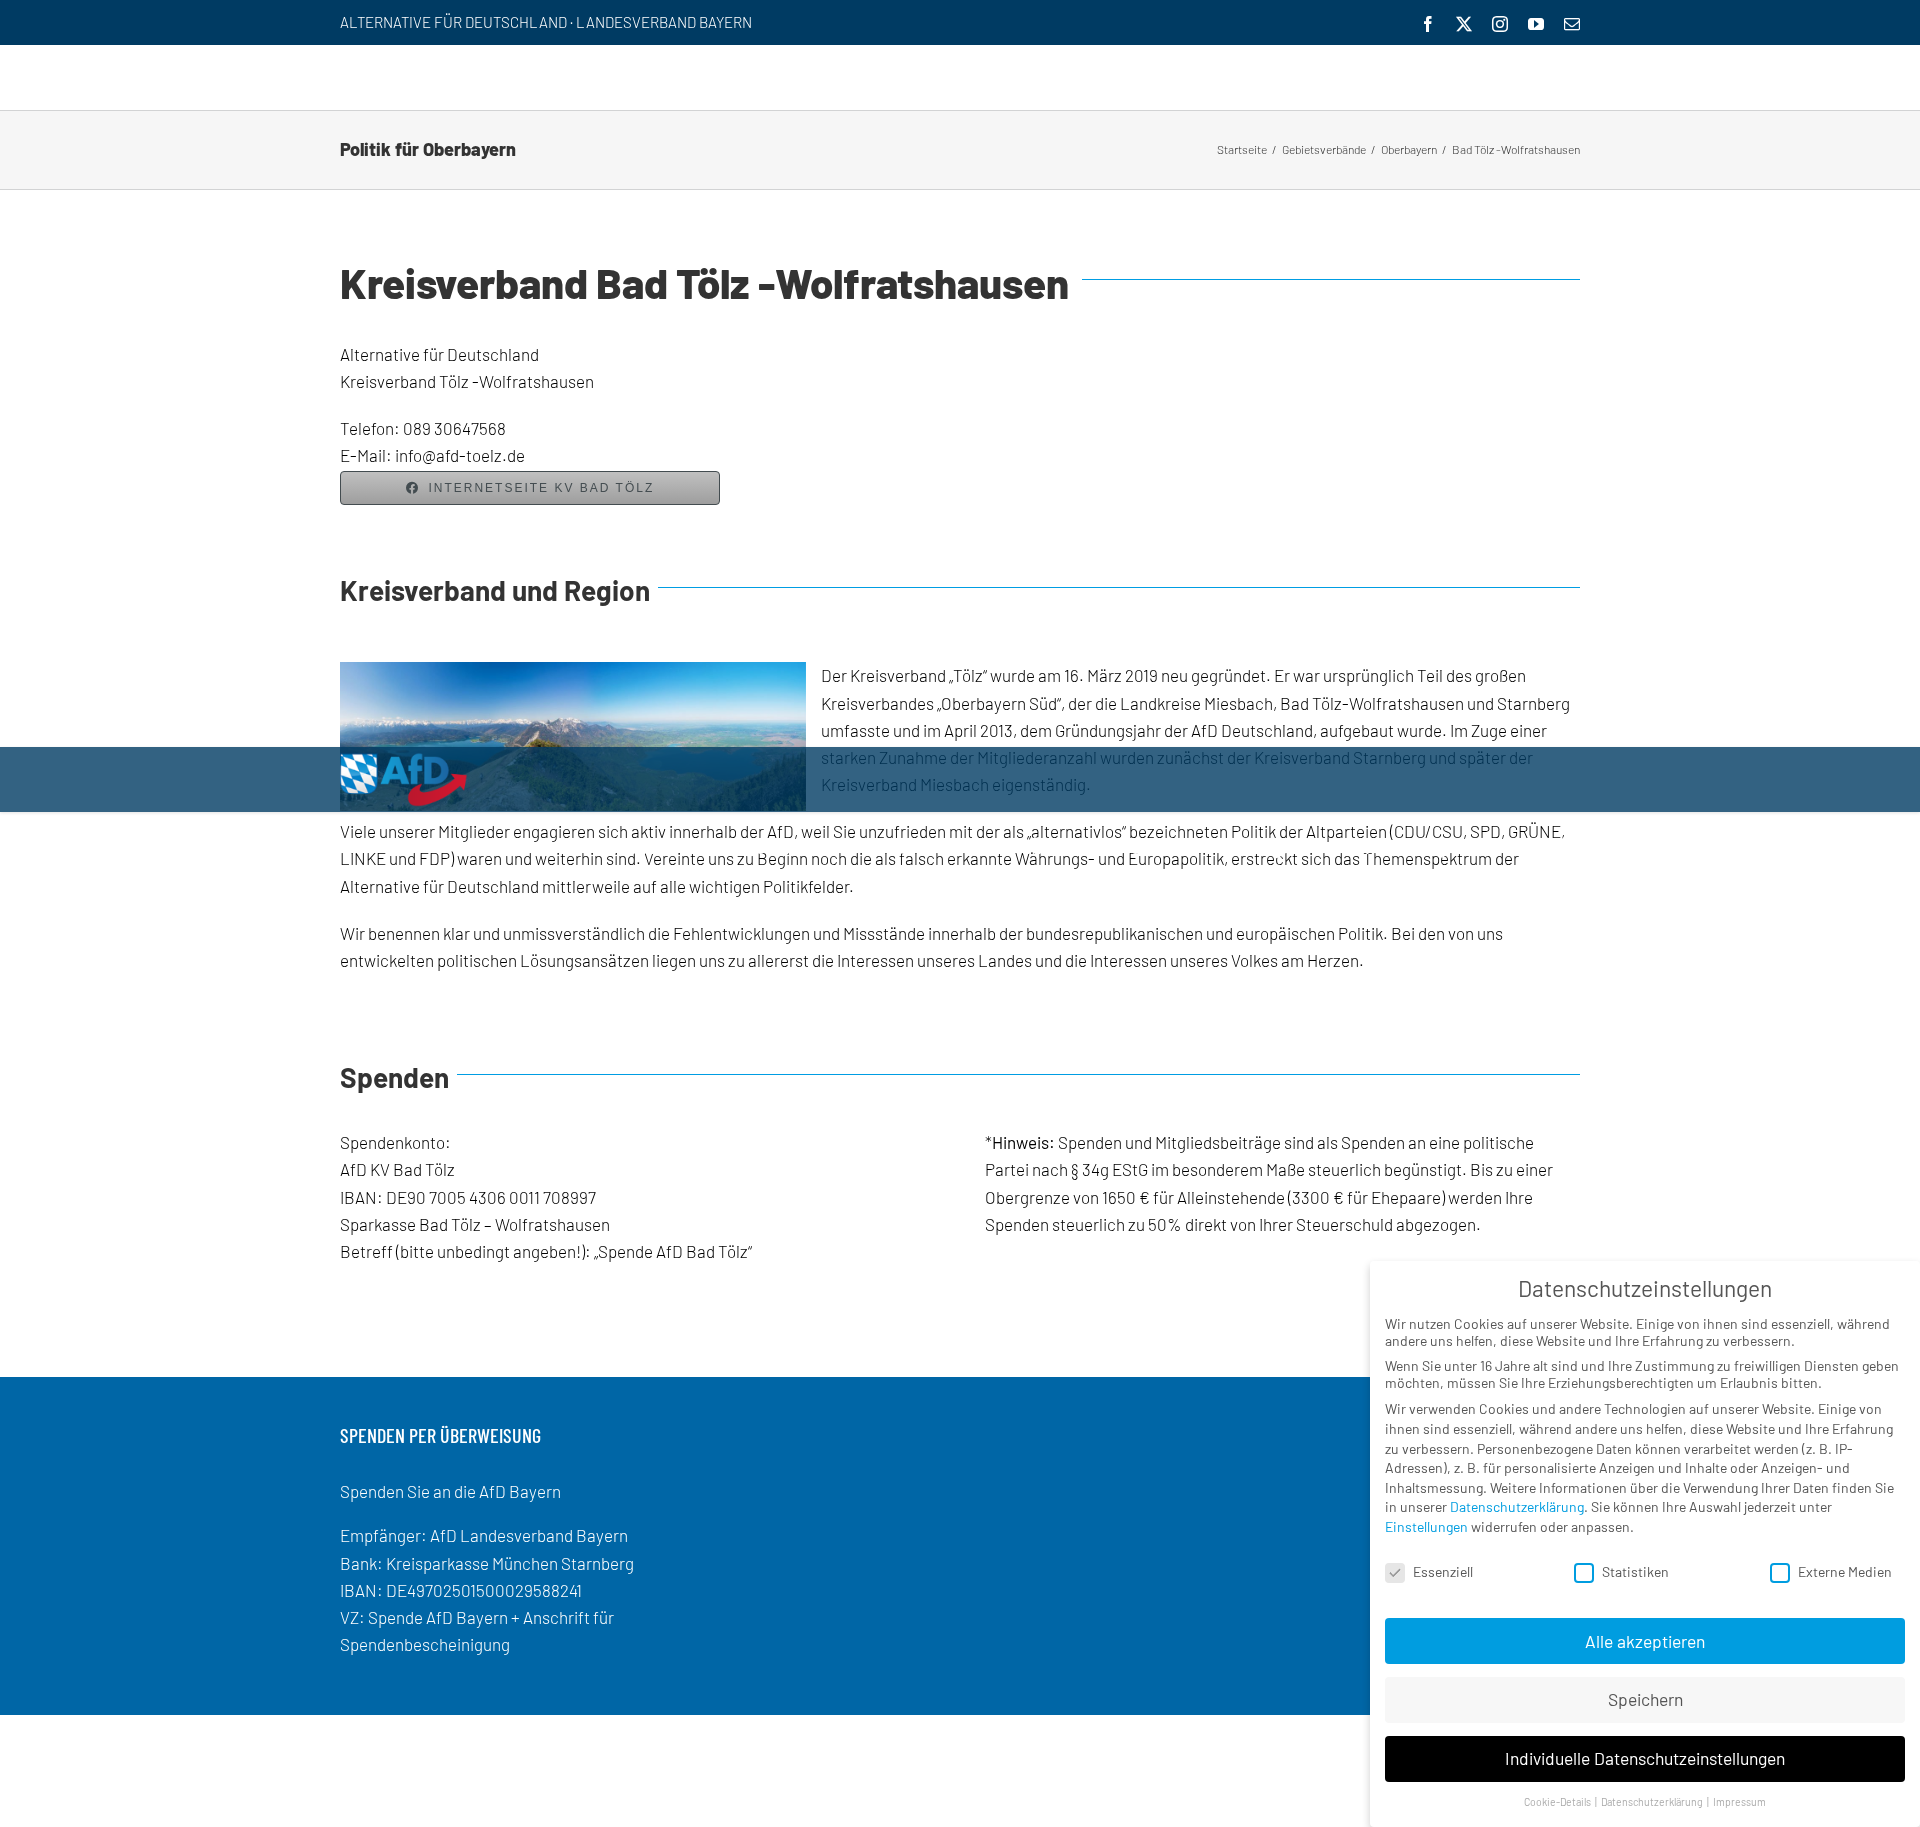 ALTERNATIVE FÜR DEUTSCHLAND · LANDESVERBAND BAYERN
Politik für Oberbayern
Startseite / Gebietsverbände / Oberbayern / Bad Tölz -Wolfratshausen
Kreisverband Bad Tölz -Wolfratshausen
Alternative für Deutschland
Kreisverband Tölz -Wolfratshausen
Telefon: 089 30647568
E-Mail: info@afd-toelz.de
INTERNETSEITE KV BAD TÖLZ
Kreisverband und Region
Der Kreisverband „Tölz“ wurde am 16. März 2019 neu gegründet. Er war ursprünglich Teil des großen
Kreisverbandes „Oberbayern Süd“, der die Landkreise Miesbach, Bad Tölz-Wolfratshausen und Starnberg
umfasste und im April 2013, dem Gründungsjahr der AfD Deutschland, aufgebaut wurde. Im Zuge einer
starken Zunahme der Mitgliederanzahl wurden zunächst der Kreisverband Starnberg und später der
Kreisverband Miesbach eigenständig.
AfD
Viele unserer Mitglieder engagieren sich aktiv innerhalb der AfD, weil Sie unzufrieden mit der als „alternativlos“ bezeichneten Politik der Altparteien (CDU/CSU, SPD, GRÜNE,
LINKE und FDP) waren und weiterhin sind. Vereinte uns zu Beginn noch die als falsch erkannte Währungs- und Europapolitik, erstreckt sich das Themenspektrum der
Alternative für Deutschland mittlerweile auf alle wichtigen Politikfelder.
Wir benennen klar und unmissverständlich die Fehlentwicklungen und Missstände innerhalb der bundesrepublikanischen und europäischen Politik. Bei den von uns
entwickelten politischen Lösungsansätzen liegen uns zu allererst die Interessen unseres Landes und die Interessen unseres Volkes am Herzen.
Spenden
Spendenkonto:
AfD KV Bad Tölz
IBAN: DE90 7005 4306 0011 708997
Sparkasse Bad Tölz – Wolfratshausen
Betreff (bitte unbedingt angeben!): „Spende AfD Bad Tölz“
*Hinweis: Spenden und Mitgliedsbeiträge sind als Spenden an eine politische
Partei nach § 34g EStG im besonderem Maße steuerlich begünstigt. Bis zu einer
Obergrenze von 1650 € für Alleinstehende (3300 € für Ehepaare) werden Ihre
Spenden steuerlich zu 50% direkt von Ihrer Steuerschuld abgezogen.
SPENDEN PER ÜBERWEISUNG
Spenden Sie an die AfD Bayern
Empfänger: AfD Landesverband Bayern
Bank: Kreisparkasse München Starnberg
IBAN: DE49702501500029588241
VZ: Spende AfD Bayern + Anschrift für
Spendenbescheinigung
Datenschutzeinstellungen
Wir nutzen Cookies auf unserer Website. Einige von ihnen sind essenziell, während
andere uns helfen, diese Website und Ihre Erfahrung zu verbessern.
Wenn Sie unter 16 Jahre alt sind und Ihre Zustimmung zu freiwilligen Diensten geben
möchten, müssen Sie Ihre Erziehungsberechtigten um Erlaubnis bitten.
Wir verwenden Cookies und andere Technologien auf unserer Website. Einige von
ihnen sind essenziell, während andere uns helfen, diese Website und Ihre Erfahrung
zu verbessern. Personenbezogene Daten können verarbeitet werden (z. B. IP-
Adressen), z. B. für personalisierte Anzeigen und Inhalte oder Anzeigen- und
Inhaltsmessung. Weitere Informationen über die Verwendung Ihrer Daten finden Sie
in unserer Datenschutzerklärung. Sie können Ihre Auswahl jederzeit unter
Einstellungen widerrufen oder anpassen.
Essenziell
Statistiken
Externe Medien
Alle akzeptieren
Speichern
Individuelle Datenschutzeinstellungen
Cookie-Details | Datenschutzerklärung | Impressum